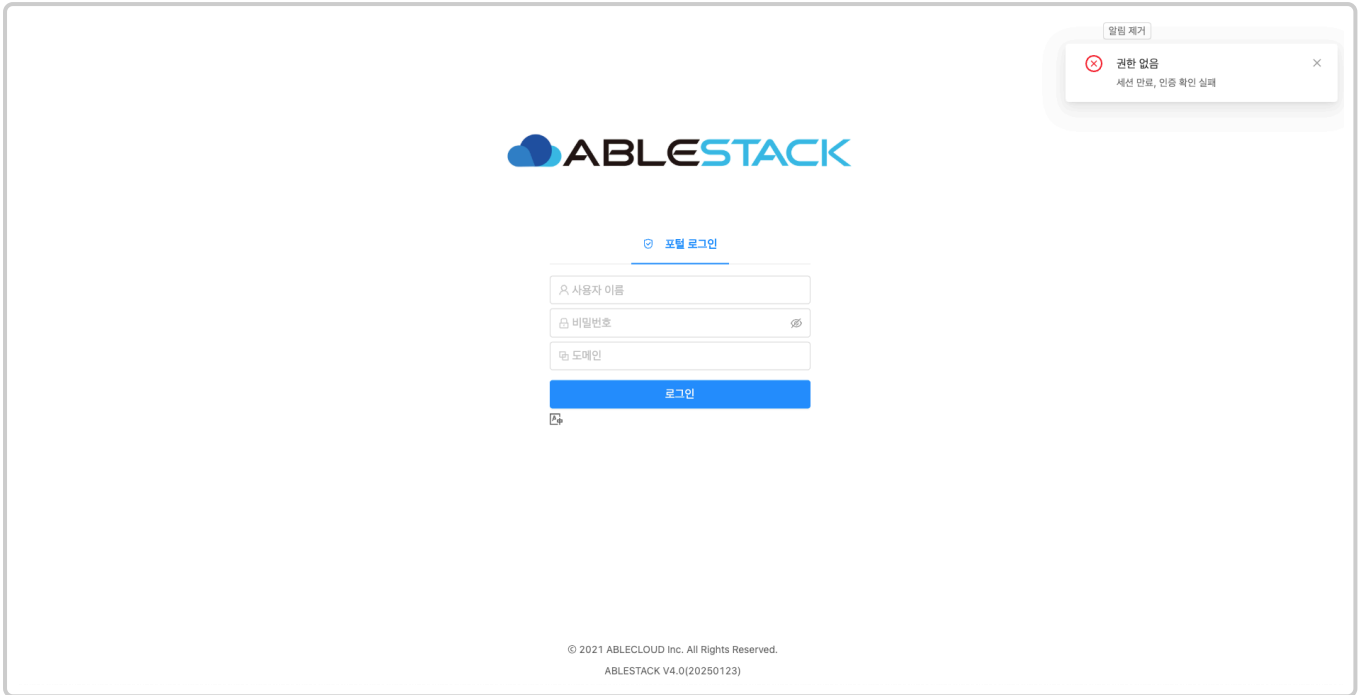 알림 제거
권한 없음
세션 만료, 인증 확인 실패
ABLESTACK
포털 로그인
사용자 이름
비밀번호
도메인
로그인
© 2021 ABLECLOUD Inc. All Rights Reserved.
ABLESTACK V4.0(20250123)